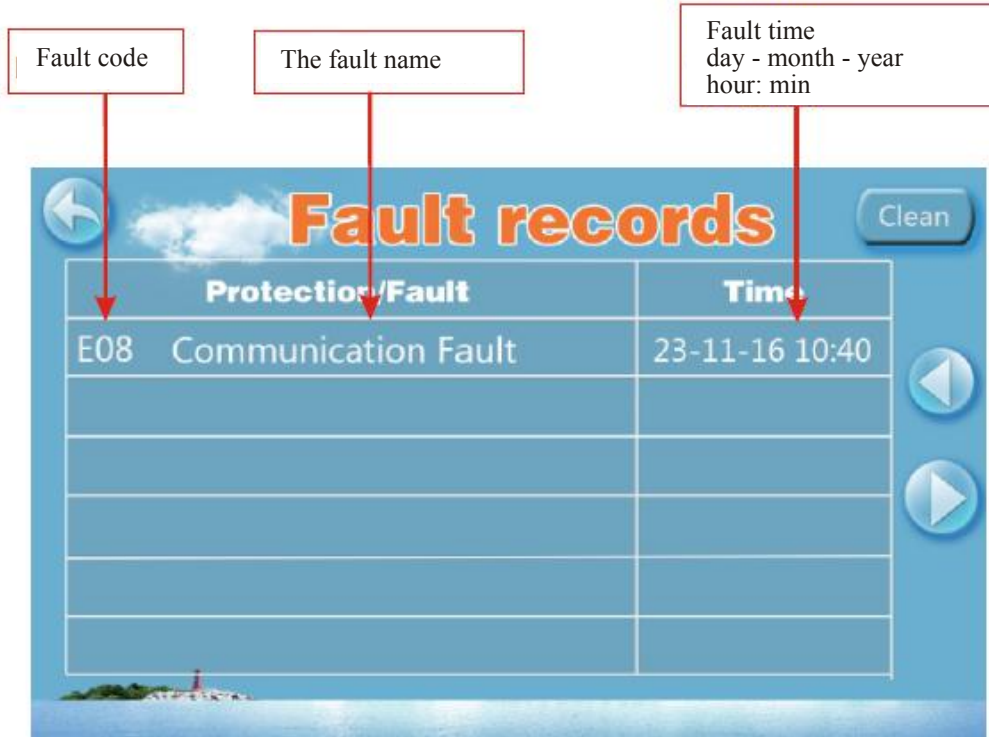 Fault code
The fault name
Fault time
day - month - year
hour: min
Fault records
Clean
Protection/Fault
Time
E08 Communication Fault
23-11-16 10:40